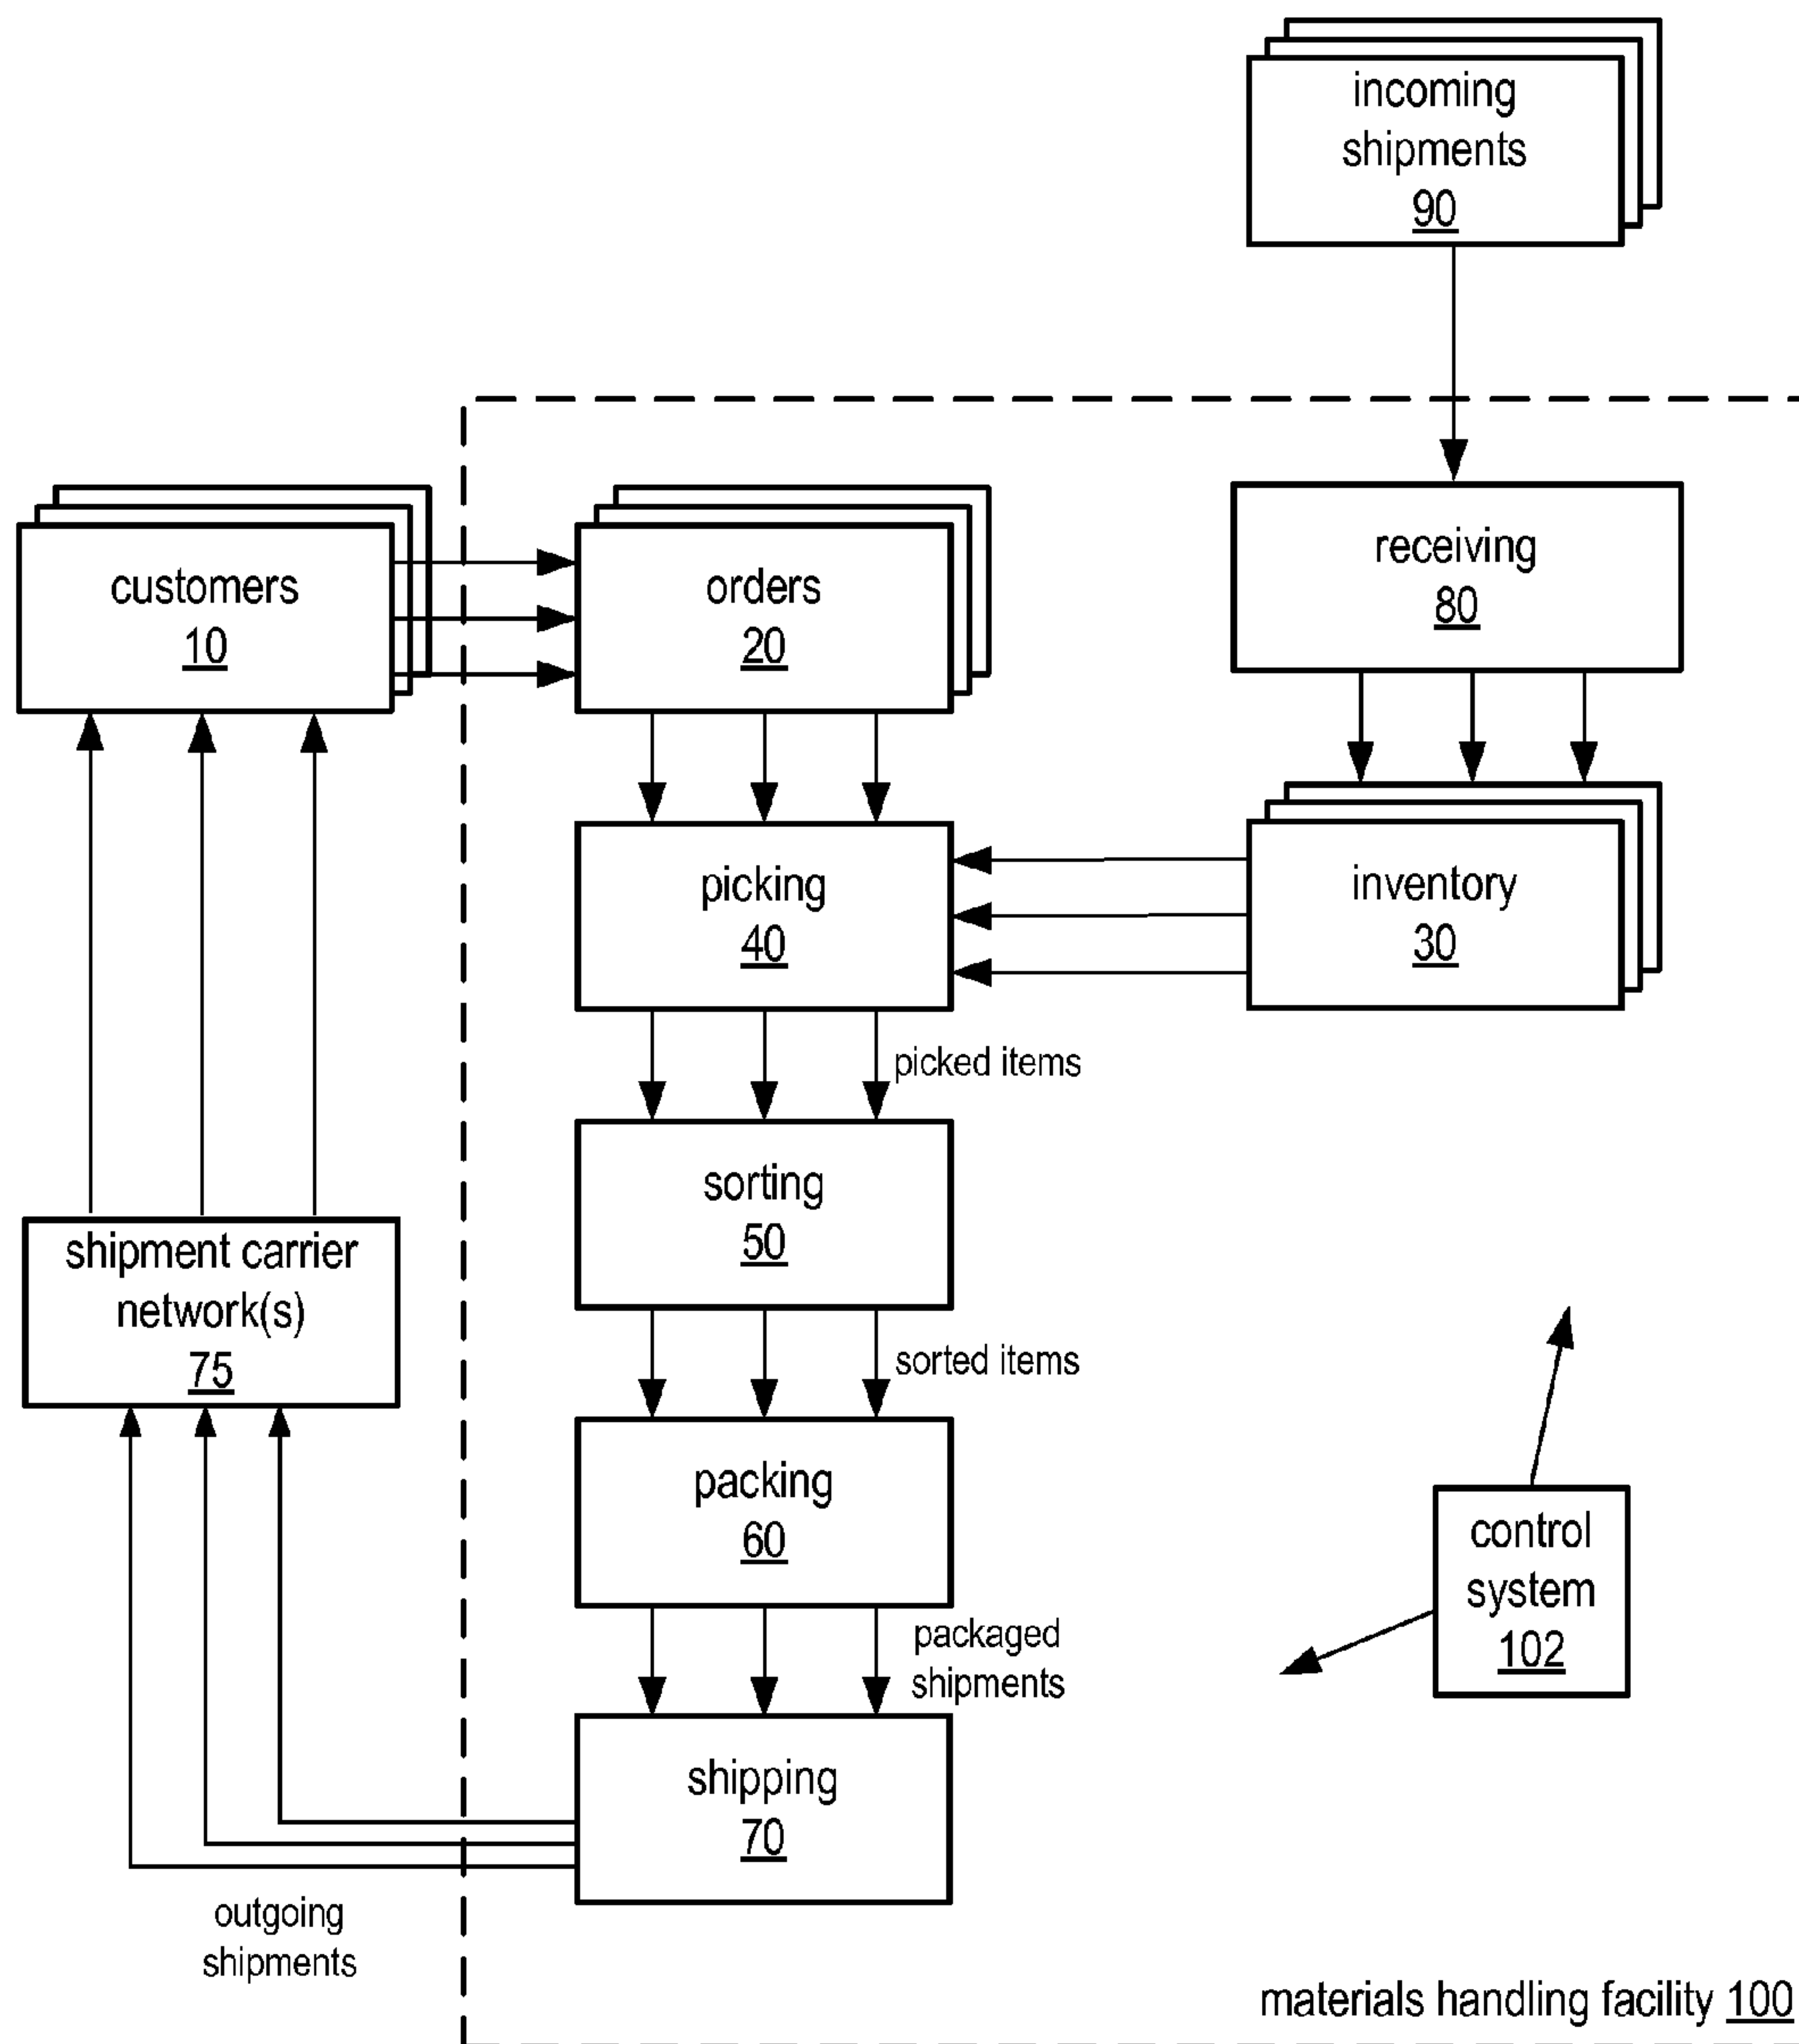 incoming
shipments
90
customers
10
orders
20
receiving
80
picking
40
inventory
30
picked items
sorting
50
shipment carrier
network(s)
75
sorted items
packing
60
control
system
102
packaged
shipments
shipping
70
outgoing
shipments
materials handling facility 100